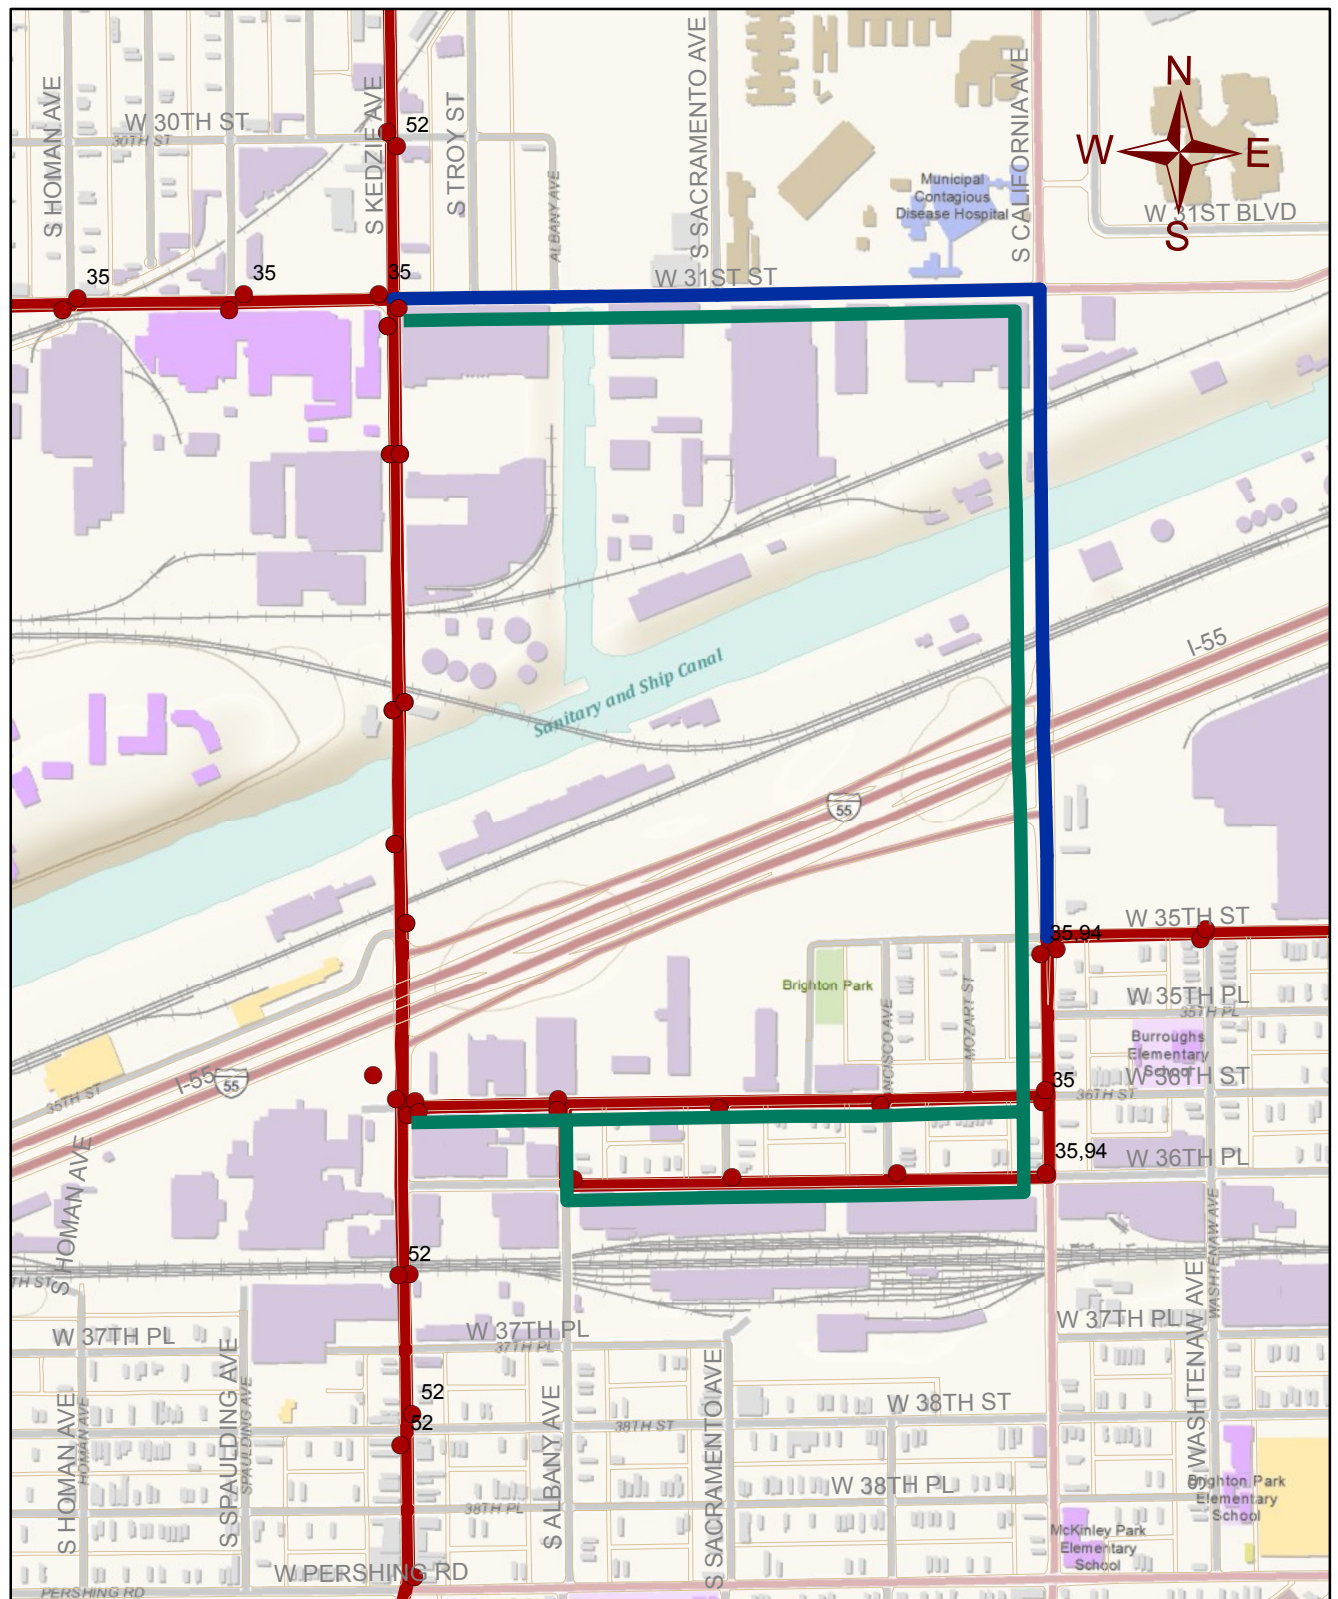 52
W 30TH ST
30TH ST
S HOMAN AVE
S KEDZIE AVE
S TROY ST
ALBANY AVE
S SACRAMENTO AVE
S CALIFORNIA AVE
N
W
E
S
Municipal
Contagious
Disease Hospital
W 31ST BLVD
W 31ST ST
35
35
35
I-55
Sanitary and Ship Canal
55
W 35TH ST
35,94
Brighton Park
MOZART ST
W 35TH PL
35TH PL
Burroughs
Elementary
School
W 36TH ST
36TH ST
35
I-55
55
35TH ST
35,94
W 36TH PL
S HOMAN AVE
52
WASHTENAW AVE
W 37TH PL
W 37TH PL
37TH PL
W 37TH PL
S WASHTENAW AVE
52
52
38TH ST
W 38TH ST
S HOMAN AVE
HOMAN AVE
S SPAULDING AVE
SPAULDING AVE
S ALBANY AVE
S SACRAMENTO AVE
38TH PL
W 38TH PL
Brighton Park
Elementary
School
McKinley Park
Elementary
School
W PERSHING RD
PERSHING RD